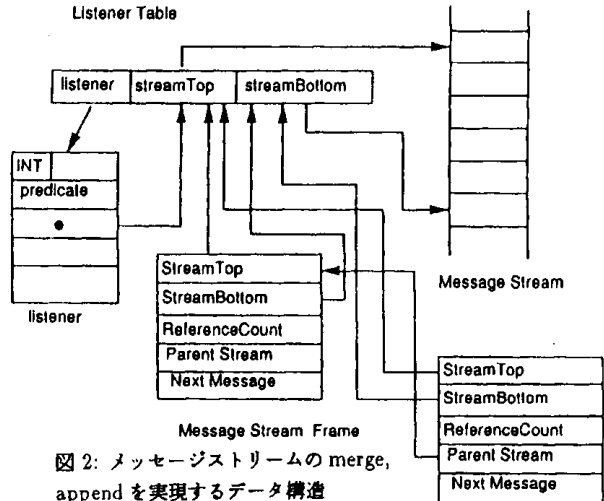 Listener Table
listener streamTop streamBottom
INT
predicate
listener
Message Stream
StreamTop
StreamBottom
ReferenceCount
Parent Stream
Next Message
Message Stream Frame
StreamTop
StreamBottom
ReferenceCount
Parent Stream
Next Message
図 2: メッセージストリームの merge,
append を実現するデータ構造